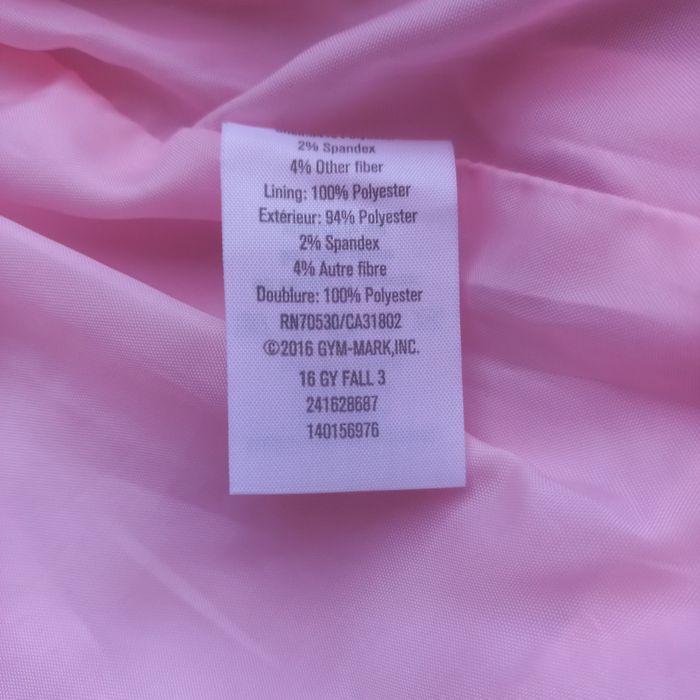 2% Spandex
4% Other fiber
Lining: 100% Polyester
Extérieur: 94% Polyester
2% Spandex
4% Autre fibre
Doublure: 100% Polyester
RN70530/CA31802
©2016 GYM-MARK,INC.
16 GY FALL 3
241628687
140156976